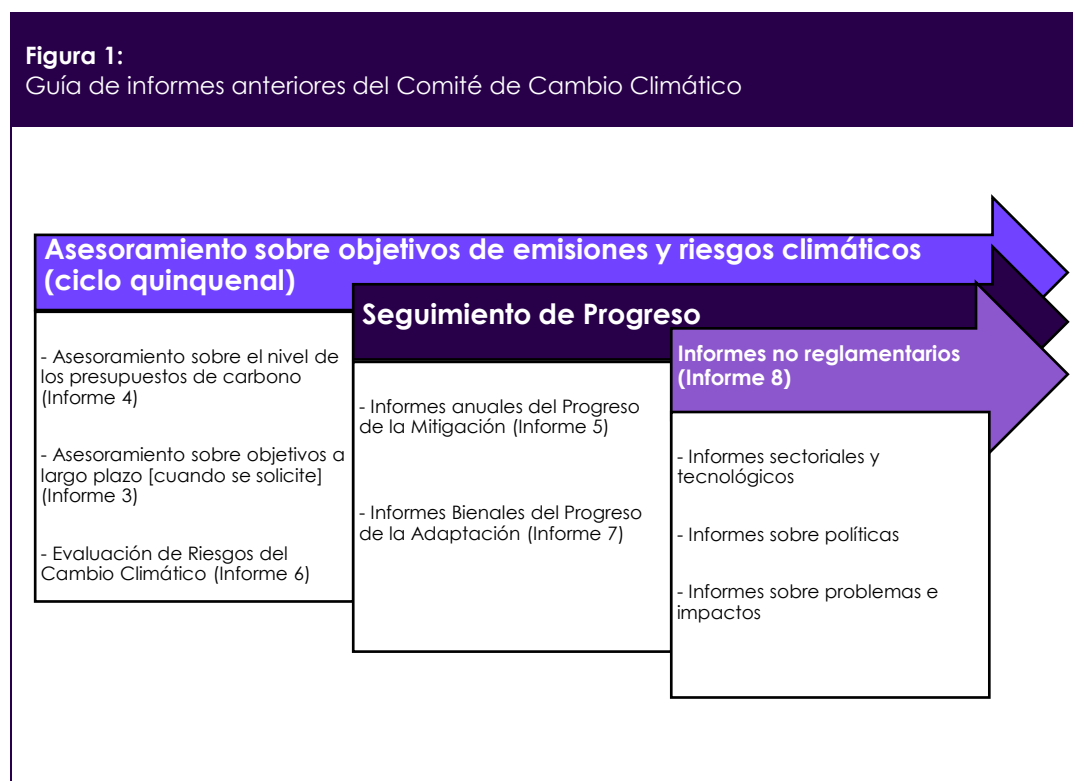 Figura 1:
Guía de informes anteriores del Comité de Cambio Climático
Asesoramiento sobre objetivos de emisiones y riesgos climáticos
(ciclo quinquenal)
- Asesoramiento sobre el nivel de
los presupuestos de carbono
(Informe 4)
- Asesoramiento sobre objetivos a
largo plazo [cuando se solicite]
(Informe 3)
- Evaluación de Riesgos del
Cambio Climático (Informe 6)
Seguimiento de Progreso
- Informes anuales del Progreso
de la Mitigación (Informe 5)
- Informes Bienales del Progreso
de la Adaptación (Informe 7)
Informes no reglamentarios
(Informe 8)
- Informes sectoriales y
tecnológicos
- Informes sobre políticas
- Informes sobre problemas e
impactos